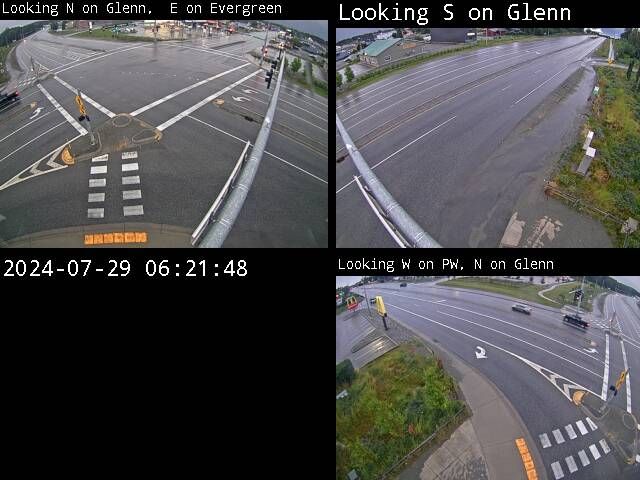 Looking N on Glenn, E on Evergreen
Looking S on Glenn
2024-07-29 06:21:48
Looking W on PW, N on Glenn